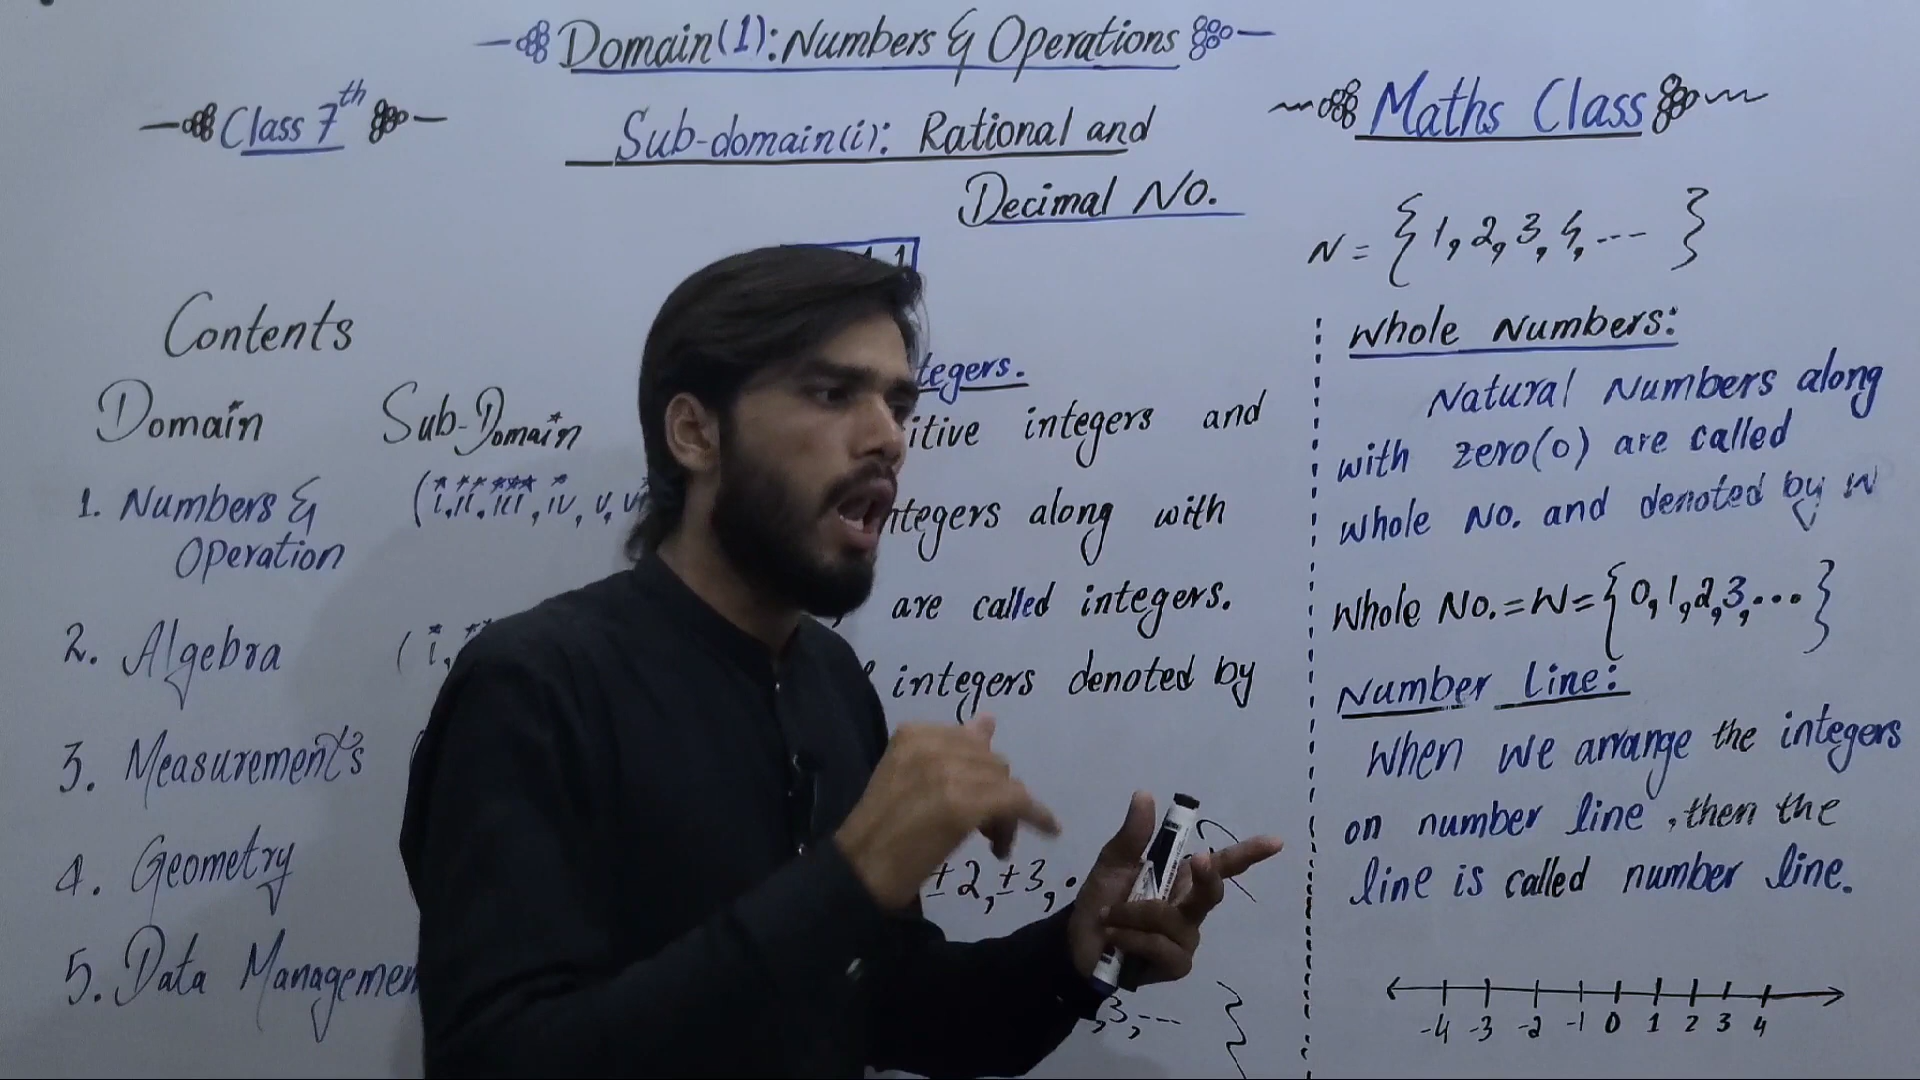 Domain(1): Numbers & Operations
Class 7th
Sub-domain(i): Rational and
Decimal No.
Maths Class
N = { 1, 2, 3, 4, --- }
Contents
Domain
Sub-Domain
1. Numbers &
Operation
(i, ii, iii, iv, v, vi
2. Algebra
( i,
3. Measurements
4. Geometry
5. Data Managemen
1.1
tegers.
itive integers and
ntegers along with
are called integers.
integers denoted by
±2, ±3, .
, 3, ---
}
Whole Numbers:
Natural Numbers along
with zero(0) are called
whole No. and denoted by W
Whole No. = W = { 0, 1, 2, 3, ... }
Number Line:
When we arrange the integers
on number line, then the
line is called number line.
-4 -3 -2 -1 0 1 2 3 4